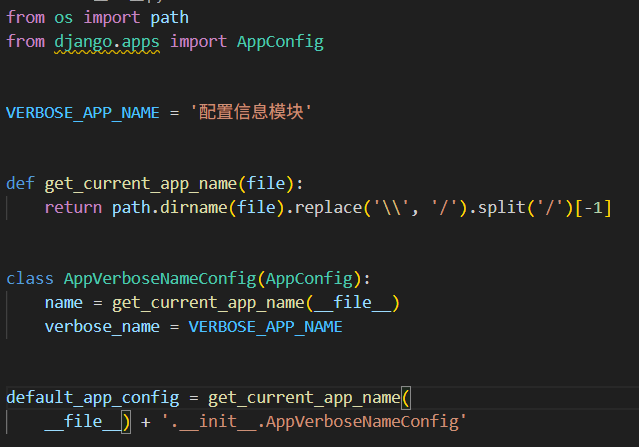 from os import path
from django.apps import AppConfig
VERBOSE_APP_NAME = '配置信息模块'
def get_current_app_name(file):
return path.dirname(file).replace('\\', '/').split('/')[-1]
class AppVerboseNameConfig(AppConfig):
name = get_current_app_name(__file__)
verbose_name = VERBOSE_APP_NAME
default_app_config = get_current_app_name(
__file__) + '.__init__.AppVerboseNameConfig'